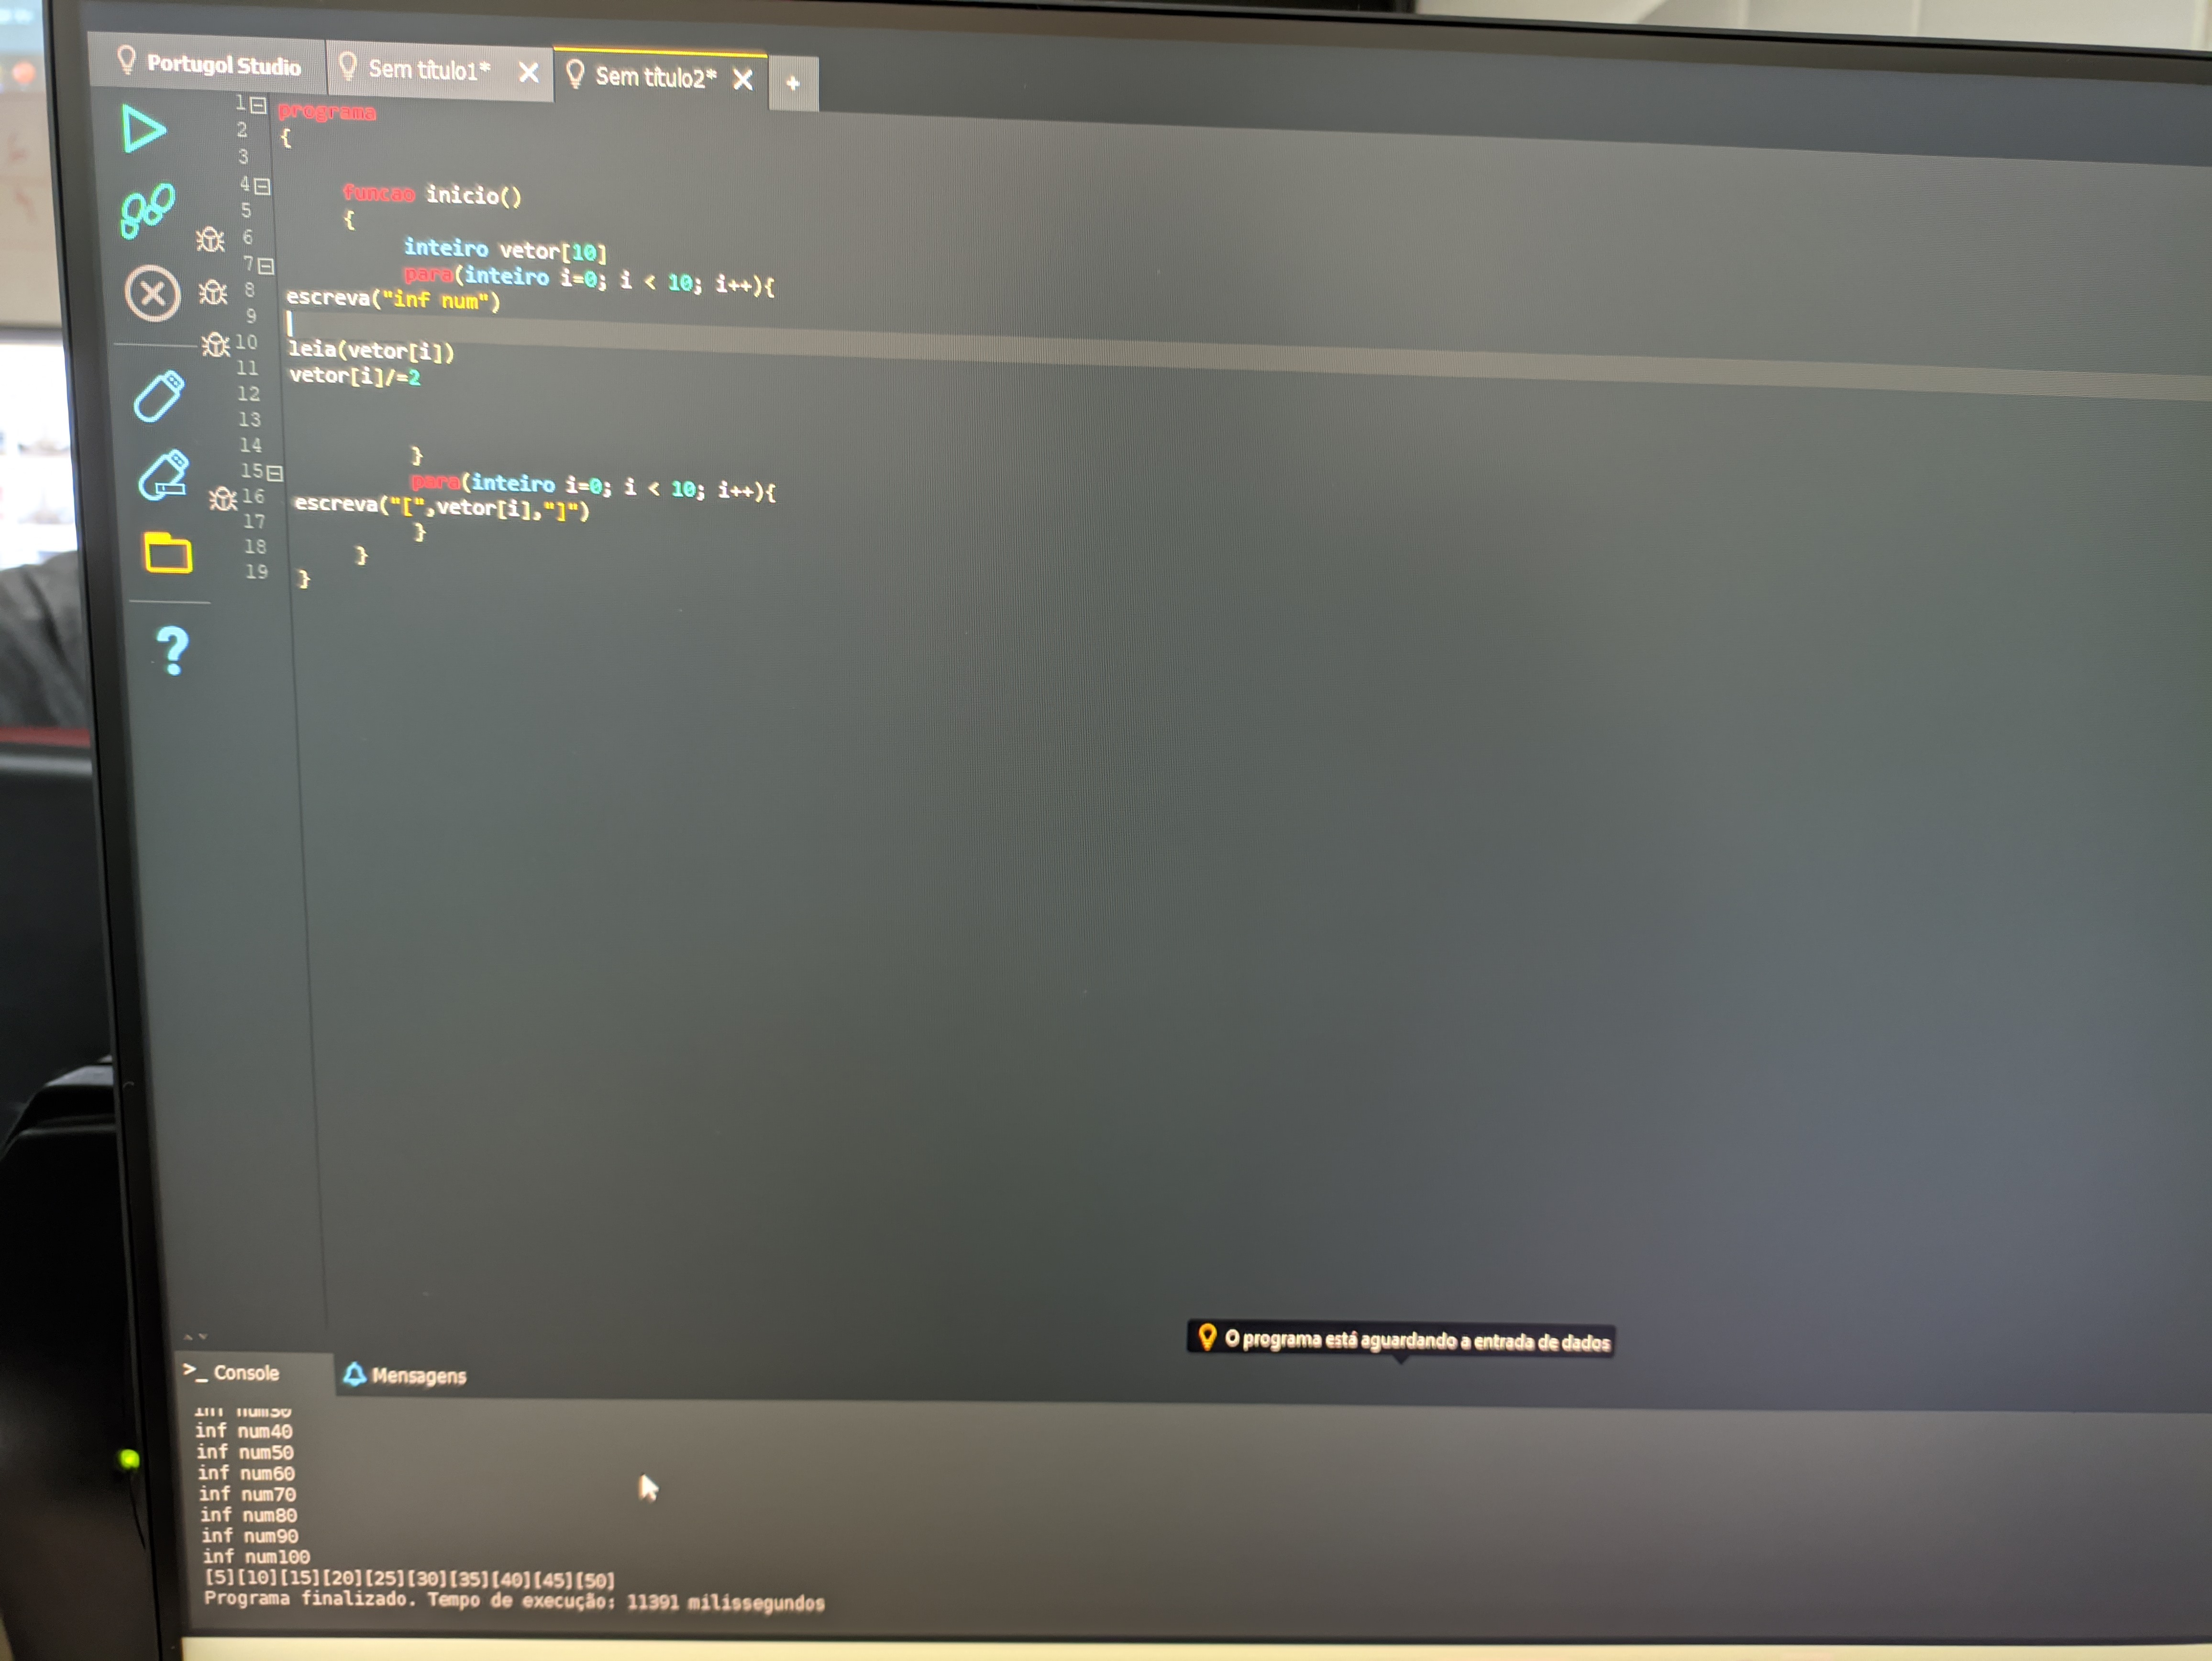 Portugol Studio
Sem título1*
Sem título2*
+
1 programa
2 {
3
4 funcao inicio()
5 {
6 inteiro vetor[10]
7 para(inteiro i=0; i < 10; i++){
8 escreva("inf num")
9
10 leia(vetor[i])
11 vetor[i]/=2
12
13
14 }
15 para(inteiro i=0; i < 10; i++){
16 escreva("[",vetor[i],"]")
17 }
18 }
19 }
?
O programa está aguardando a entrada de dados
>_ Console
Mensagens
inf num30
inf num40
inf num50
inf num60
inf num70
inf num80
inf num90
inf num100
[5][10][15][20][25][30][35][40][45][50]
Programa finalizado. Tempo de execução: 11391 milissegundos